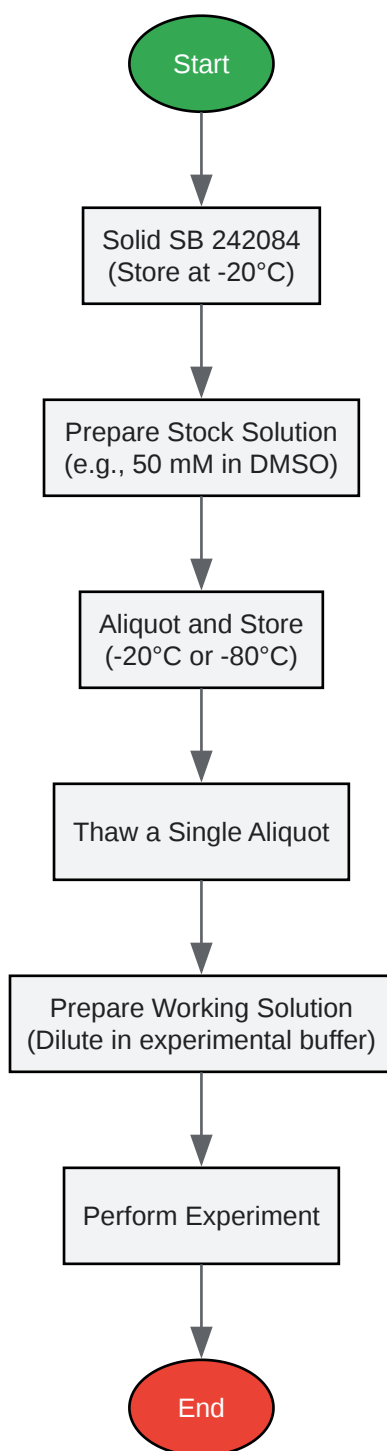 Start
Solid SB 242084
(Store at -20°C)
Prepare Stock Solution
(e.g., 50 mM in DMSO)
Aliquot and Store
(-20°C or -80°C)
Thaw a Single Aliquot
Prepare Working Solution
(Dilute in experimental buffer)
Perform Experiment
End